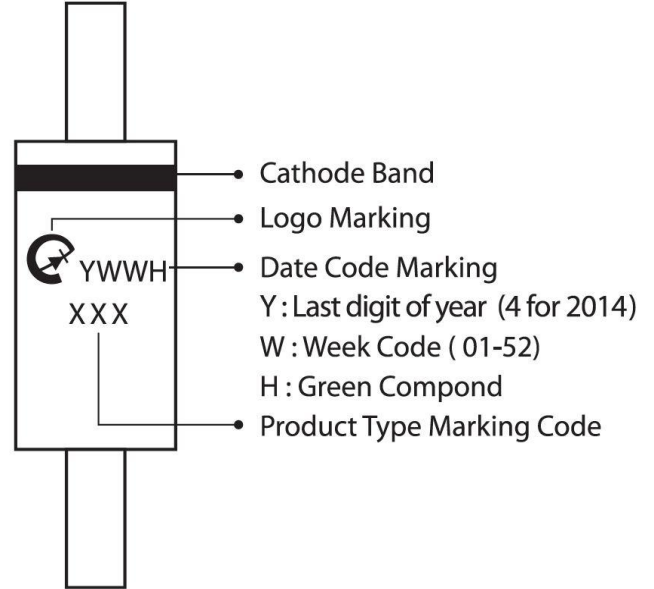 Cathode Band
Logo Marking
YWWH
Date Code Marking
Y : Last digit of year (4 for 2014)
XXX
W : Week Code ( 01-52)
H : Green Compond
Product Type Marking Code